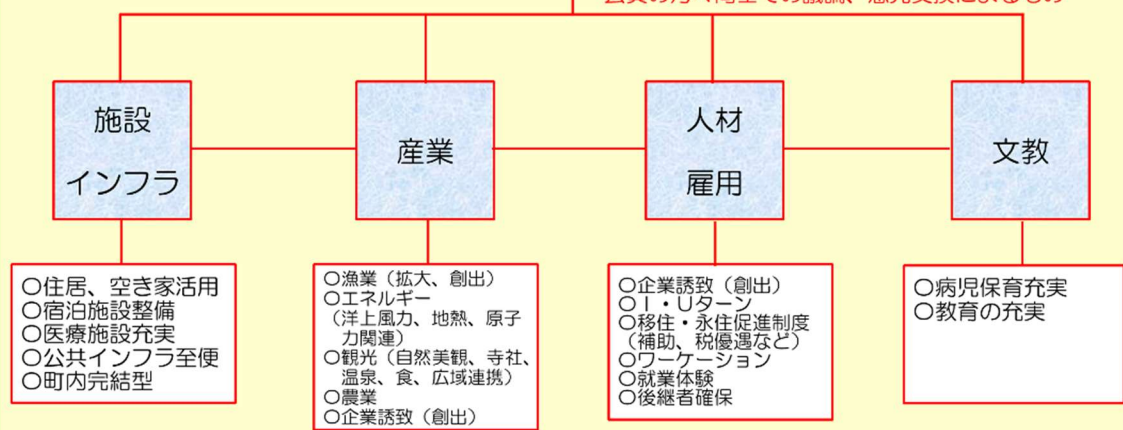 施設
インフラ
産業
人材
雇用
文教
○住居、空き家活用
○宿泊施設整備
○医療施設充実
○公共インフラ至便
○町内完結型
○漁業（拡大、創出）
○エネルギー
（洋上風力、地熱、原子
力関連）
○観光（自然美観、寺社、
温泉、食、広域連携）
○農業
○企業誘致（創出）
○企業誘致（創出）
○I・Uターン
○移住・永住促進制度
（補助、税優遇など）
○ワーケーション
○就業体験
○後継者確保
○病児保育充実
○教育の充実